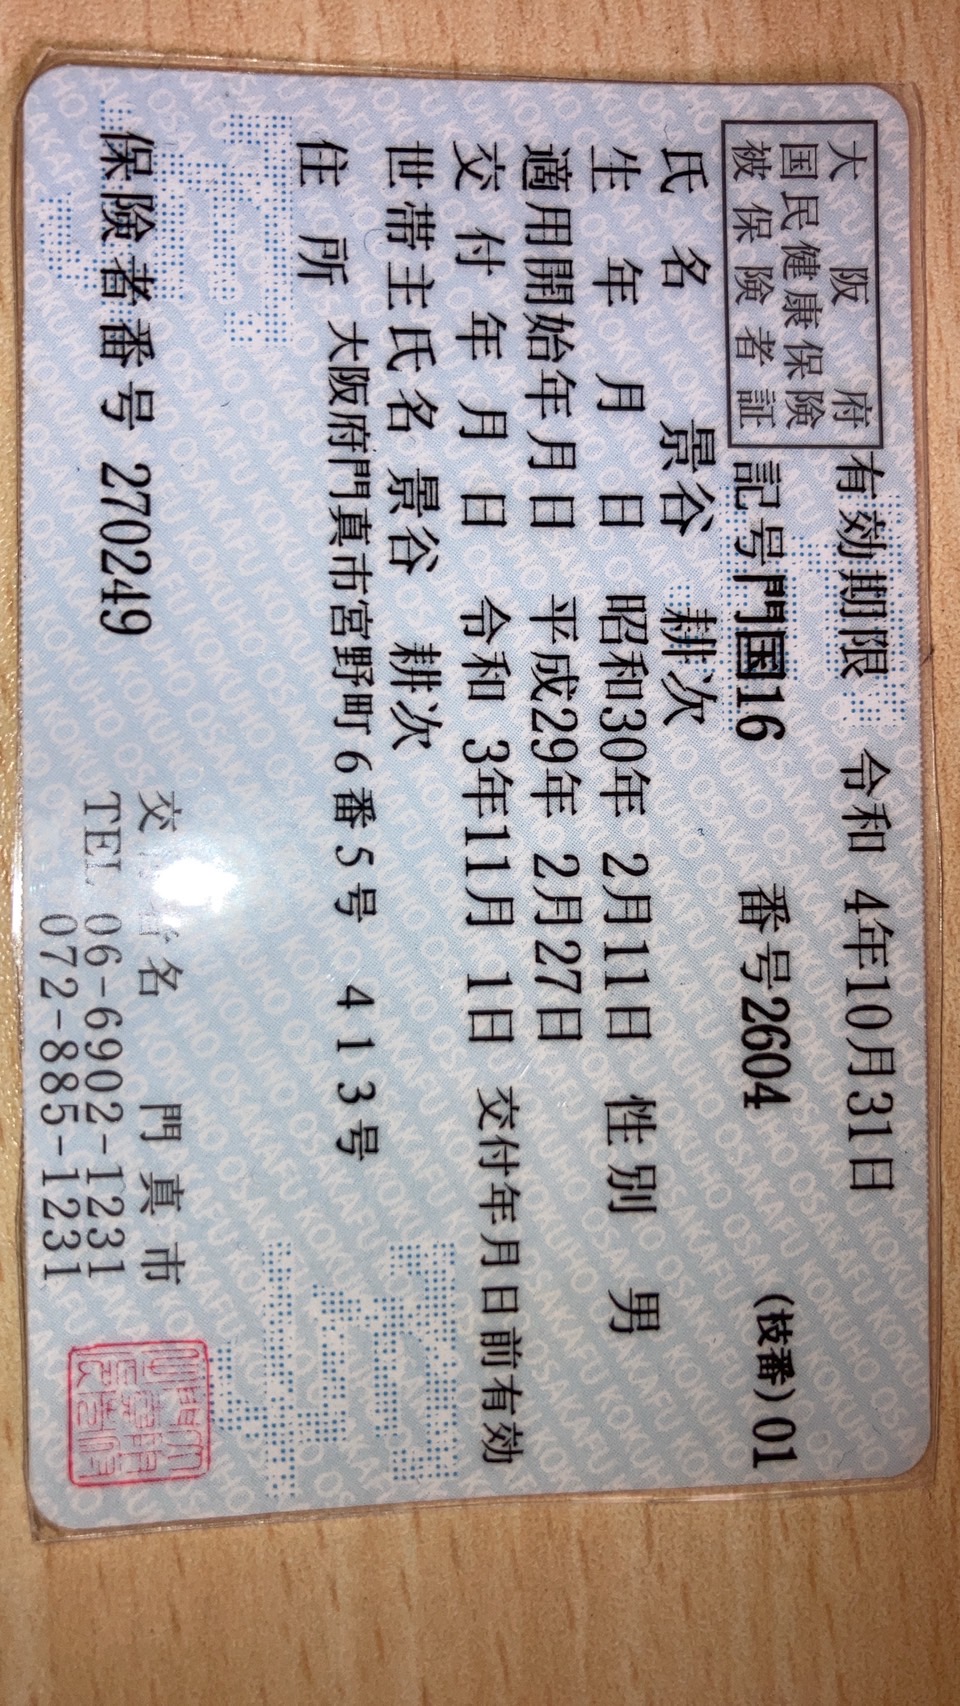 大阪府
国民健康保険
被保険者証
有効期限 令和 4年10月31日
記号門国16 番号2604 (枝番)01
氏名 景谷 耕次
生年月日 昭和30年 2月11日 性別 男
適用開始年月日 平成29年 2月27日
交付年月日 令和 3年11月 1日 交付年月日前有効
世帯主氏名 景谷 耕次
住所 大阪府門真市宮野町6番5号 413号
保険者番号 270249
交 者名 門真市
TEL 06-6902-1231
072-885-1231